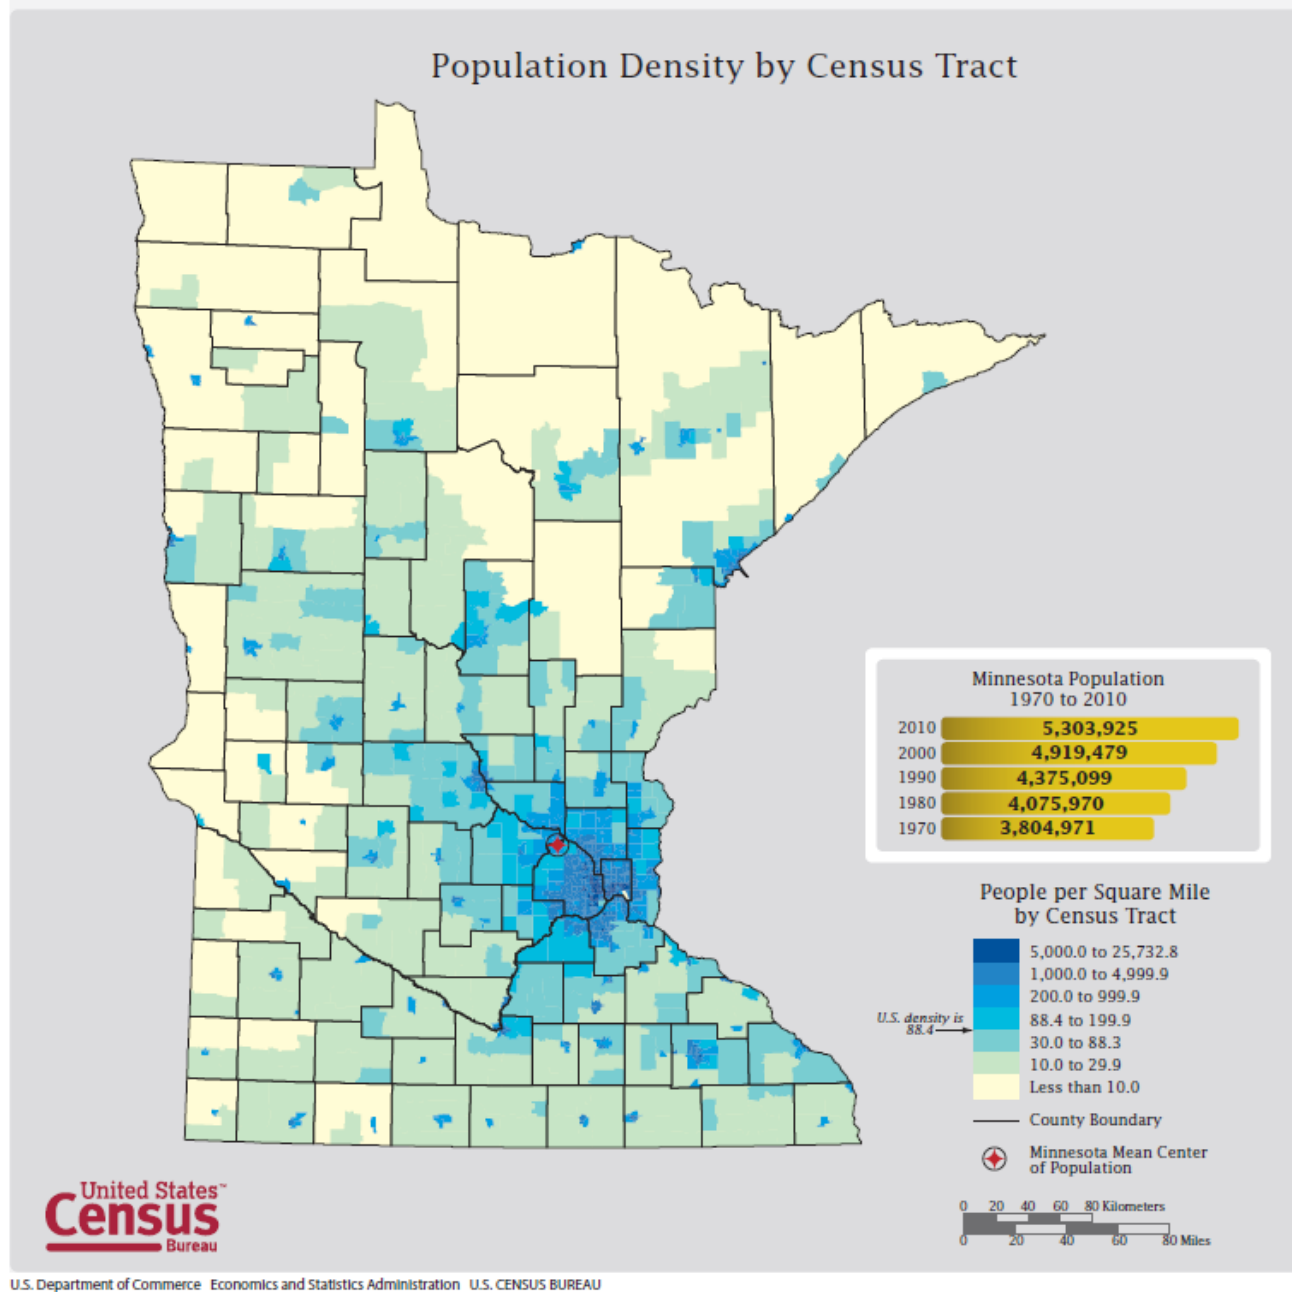 Population Density by Census Tract
Minnesota Population
1970 to 2010
2010 5,303,925
2000 4,919,479
1990 4,375,099
1980 4,075,970
1970 3,804,971
People per Square Mile
by Census Tract
5,000.0 to 25,732.8
1,000.0 to 4,999.9
200.0 to 999.9
U.S. density is
88.4
88.4 to 199.9
30.0 to 88.3
10.0 to 29.9
Less than 10.0
County Boundary
Minnesota Mean Center
of Population
0 20 40 60 80 Kilometers
0 20 40 60 80 Miles
United States™
Census
Bureau
U.S. Department of Commerce Economics and Statistics Administration U.S. CENSUS BUREAU